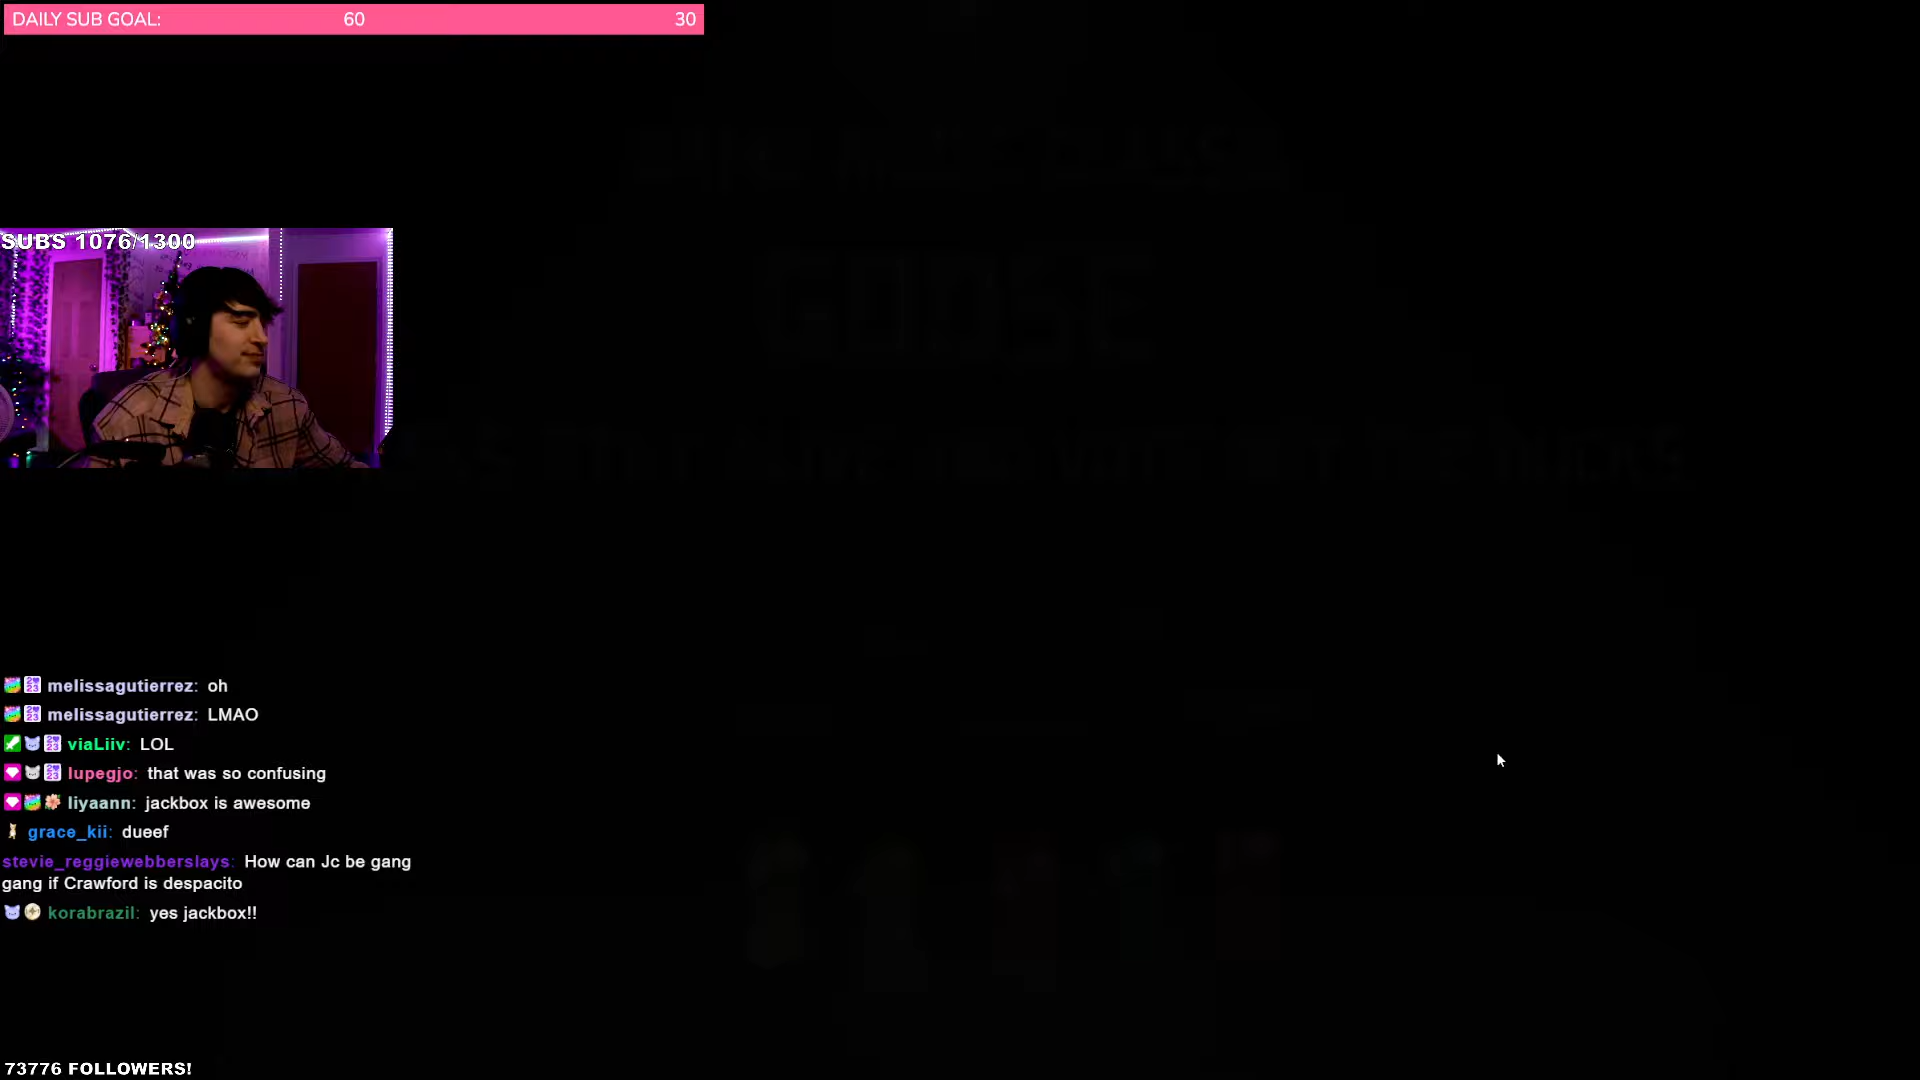 DAILY SUB GOAL: 60 30
SUBS 1076/1300
GOOSE
melissagutierrez: oh
melissagutierrez: LMAO
viaLiiv: LOL
lupegjo: that was so confusing
liyaann: jackbox is awesome
grace_kii: dueef
stevie_reggiewebberslays: How can Jc be gang
gang if Crawford is despacito
korabrazil: yes jackbox!!
73776 FOLLOWERS!